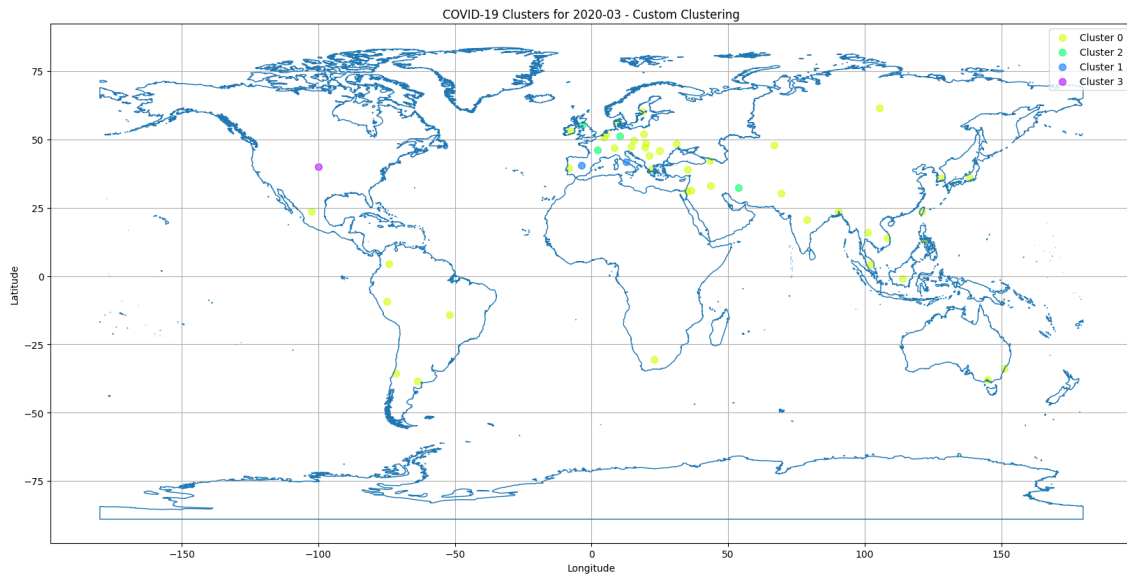 COVID-19 Clusters for 2020-03 - Custom Clustering
Cluster 0
Cluster 2
Cluster 1
Cluster 3
Latitude
75
50
25
0
−25
−50
−75
−150
−100
−50
0
50
100
150
Longitude